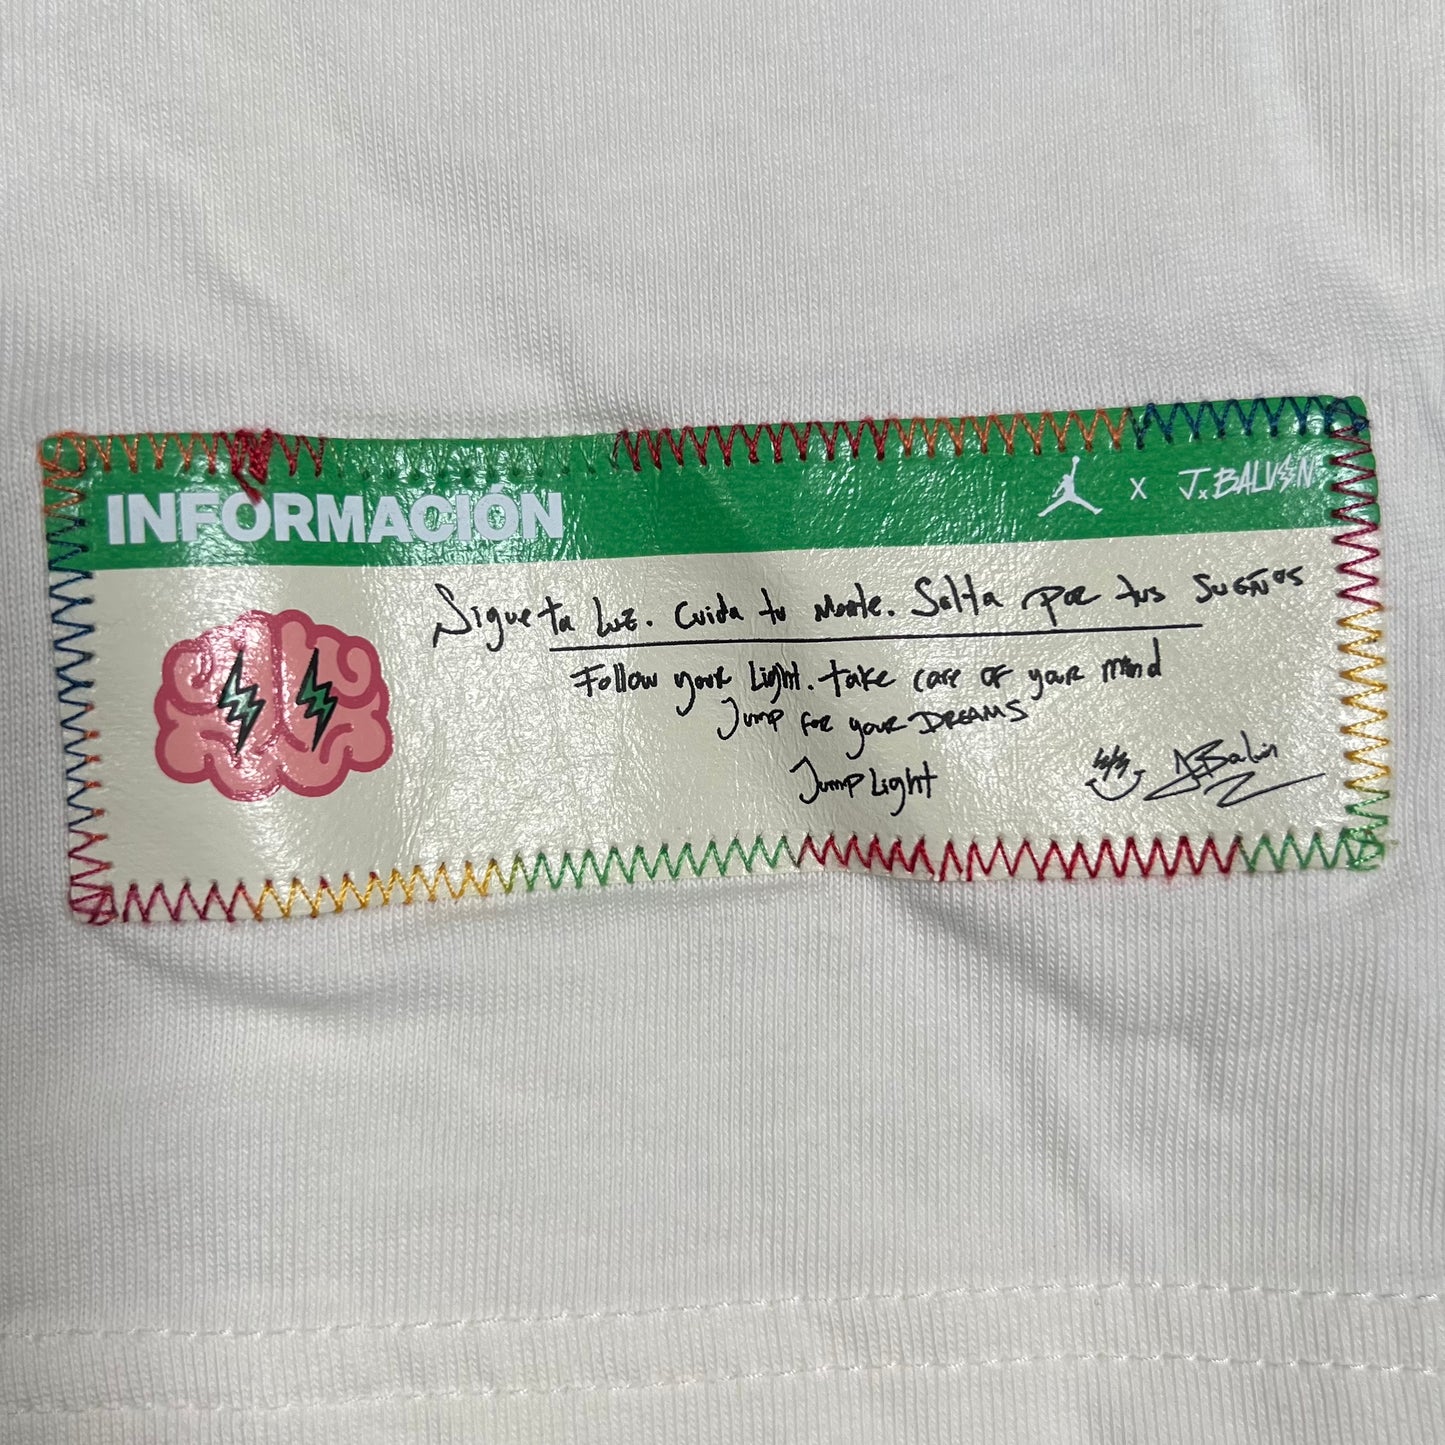 INFORMACIÓN
X J. BALVIN
Sigue tu Luz. Cuida tu Mente. Salta por tus SUEÑOS
Follow your Light. take care of your mind
Jump for your DREAMS
Jump Light
JBalvin